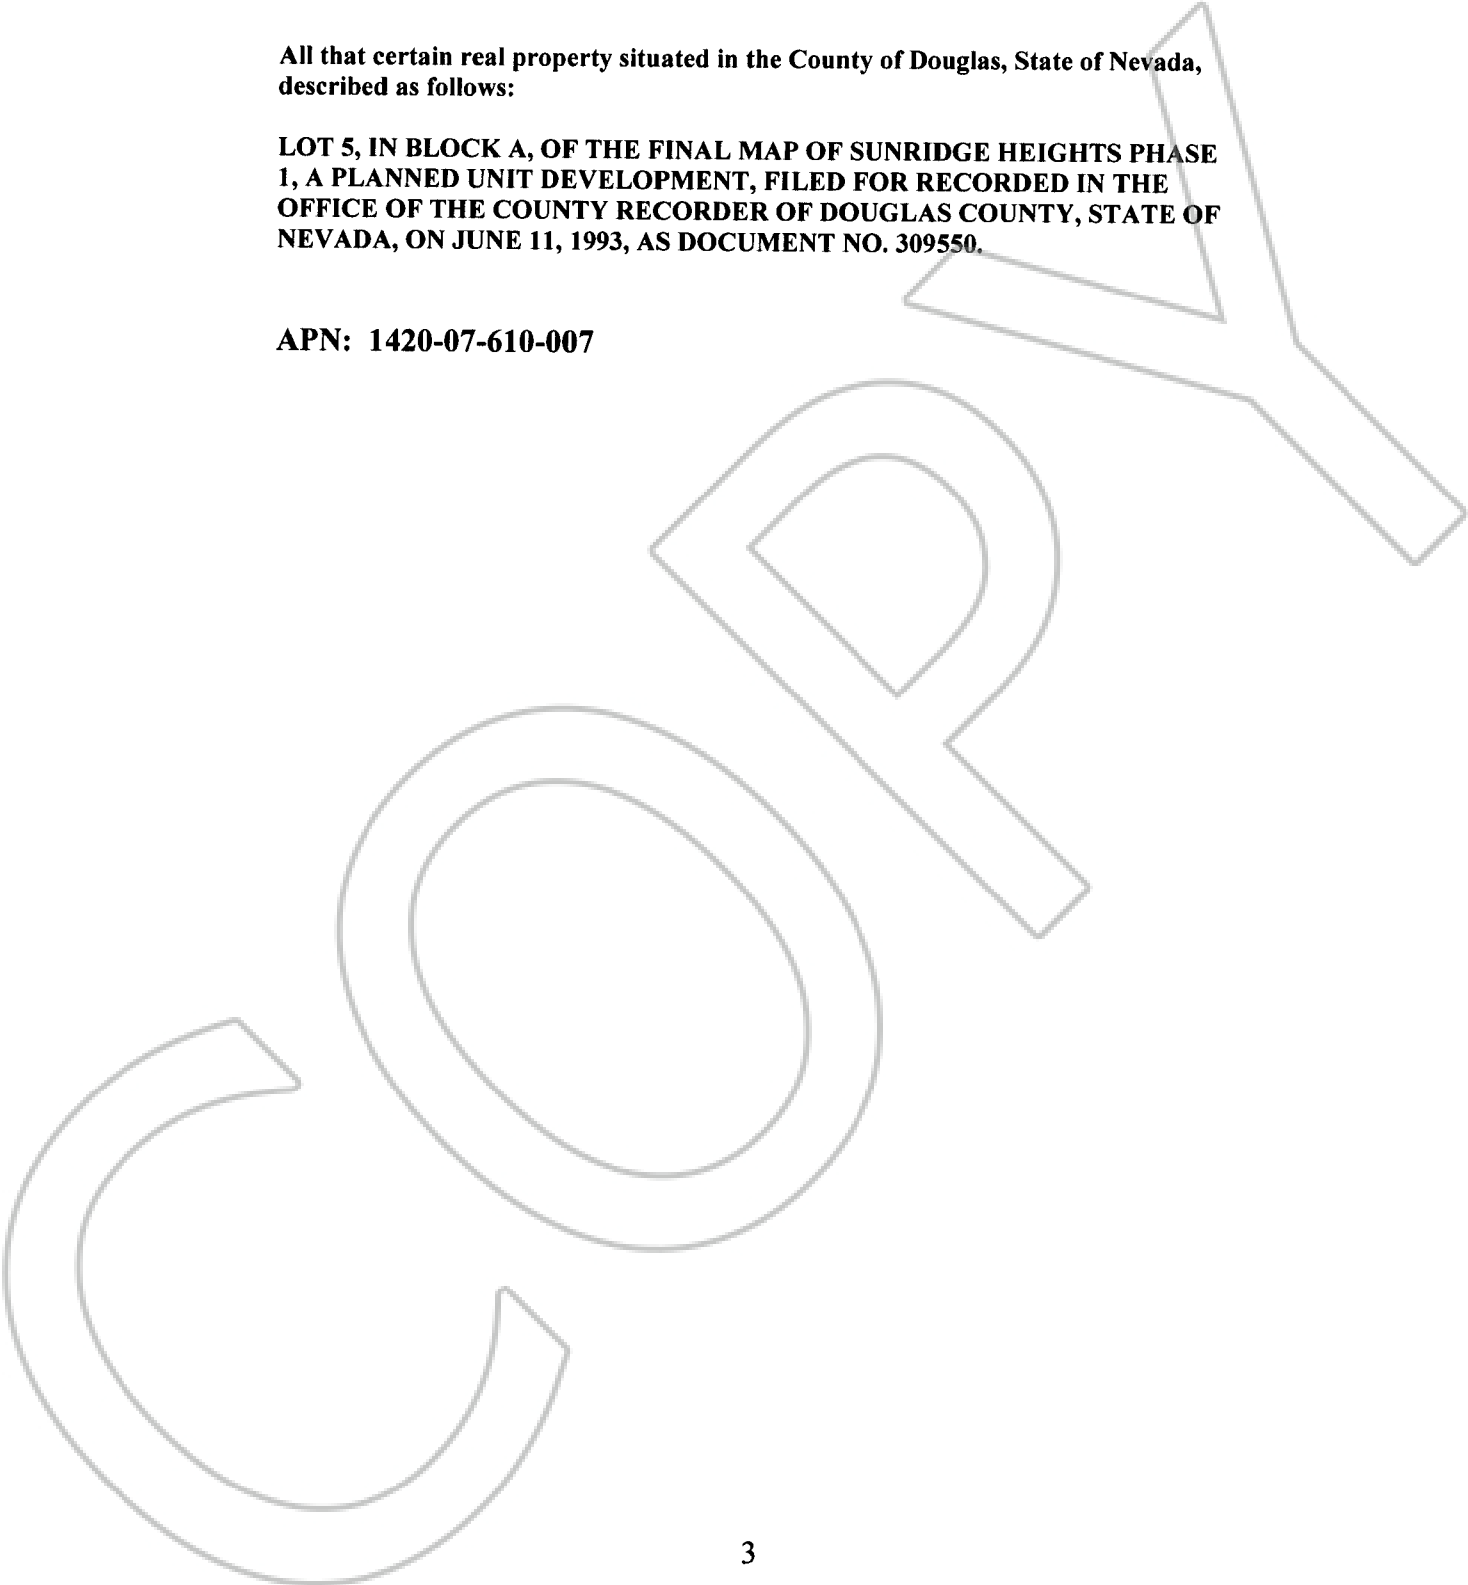 All that certain real property situated in the County of Douglas, State of Nevada,
described as follows:
LOT 5, IN BLOCK A, OF THE FINAL MAP OF SUNRIDGE HEIGHTS PHASE
1, A PLANNED UNIT DEVELOPMENT, FILED FOR RECORDED IN THE
OFFICE OF THE COUNTY RECORDER OF DOUGLAS COUNTY, STATE OF
NEVADA, ON JUNE 11, 1993, AS DOCUMENT NO. 309550.
APN: 1420-07-610-007
COPY
3